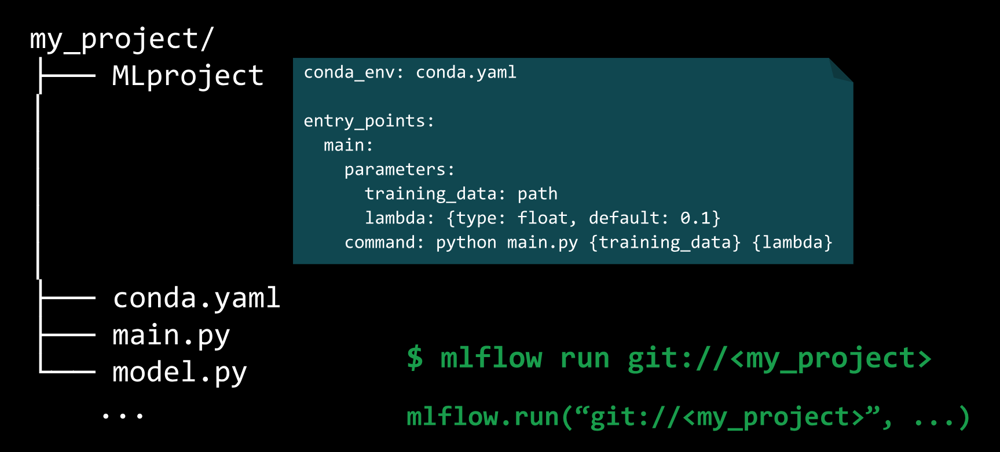 my_project/
MLproject
conda_env: conda.yaml
entry_points:
main:
parameters:
training_data: path
lambda: {type: float, default: 0.1}
command: python main.py {training_data} {lambda}
conda.yaml
main.py
model.py
...
$ mlflow run git://<my_project>
mlflow.run(“git://<my_project>”, ...)